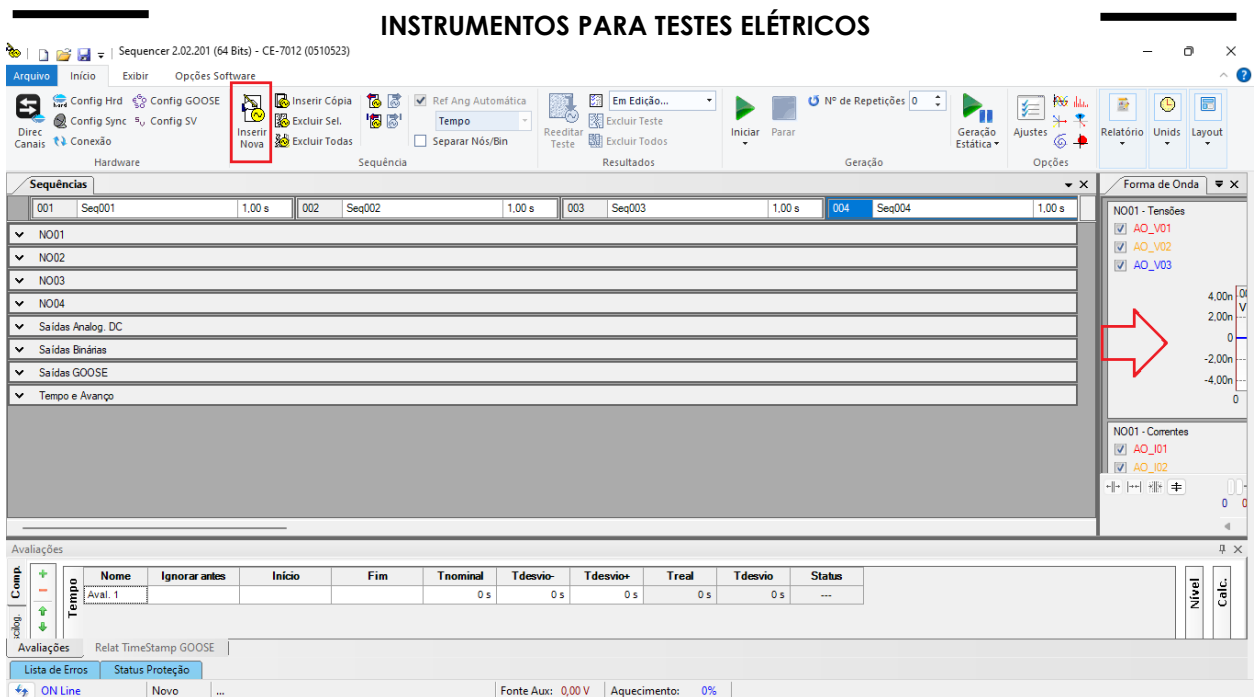 INSTRUMENTOS PARA TESTES ELÉTRICOS
Sequencer 2.02.201 (64 Bits) - CE-7012 (0510523)
Arquivo Início Exibir Opções Software
Direc Canais
Config Hrd Config GOOSE
Config Sync Config SV
Conexão
Hardware
Inserir Nova
Inserir Cópia
Excluir Sel.
Excluir Todas
Ref Ang Automática
Tempo
Separar Nós/Bin
Sequência
Reeditar Teste
Em Edição...
Excluir Teste
Excluir Todos
Resultados
Iniciar Parar
Nº de Repetições 0
Geração Estática
Geração
Ajustes
Opções
Relatório Unids Layout
Sequências
001 Seq001 1,00 s 002 Seq002 1,00 s 003 Seq003 1,00 s 004 Seq004 1,00 s
NO01
NO02
NO03
NO04
Saídas Analog. DC
Saídas Binárias
Saídas GOOSE
Tempo e Avanço
Forma de Onda
NO01 - Tensões
AO_V01
AO_V02
AO_V03
4,00n
V
2,00n
0
-2,00n
-4,00n
0
NO01 - Correntes
AO_I01
AO_I02
0 0
Avaliações
Comp.
Tempo
Nome Ignorar antes Início Fim Tnominal Tdesvio- Tdesvio+ Treal Tdesvio Status
Aval. 1 0 s 0 s 0 s 0 s 0 s ---
Nível
Calc.
Avaliações Relat TimeStamp GOOSE
Lista de Erros Status Proteção
ON Line Novo ... Fonte Aux: 0,00 V Aquecimento: 0%